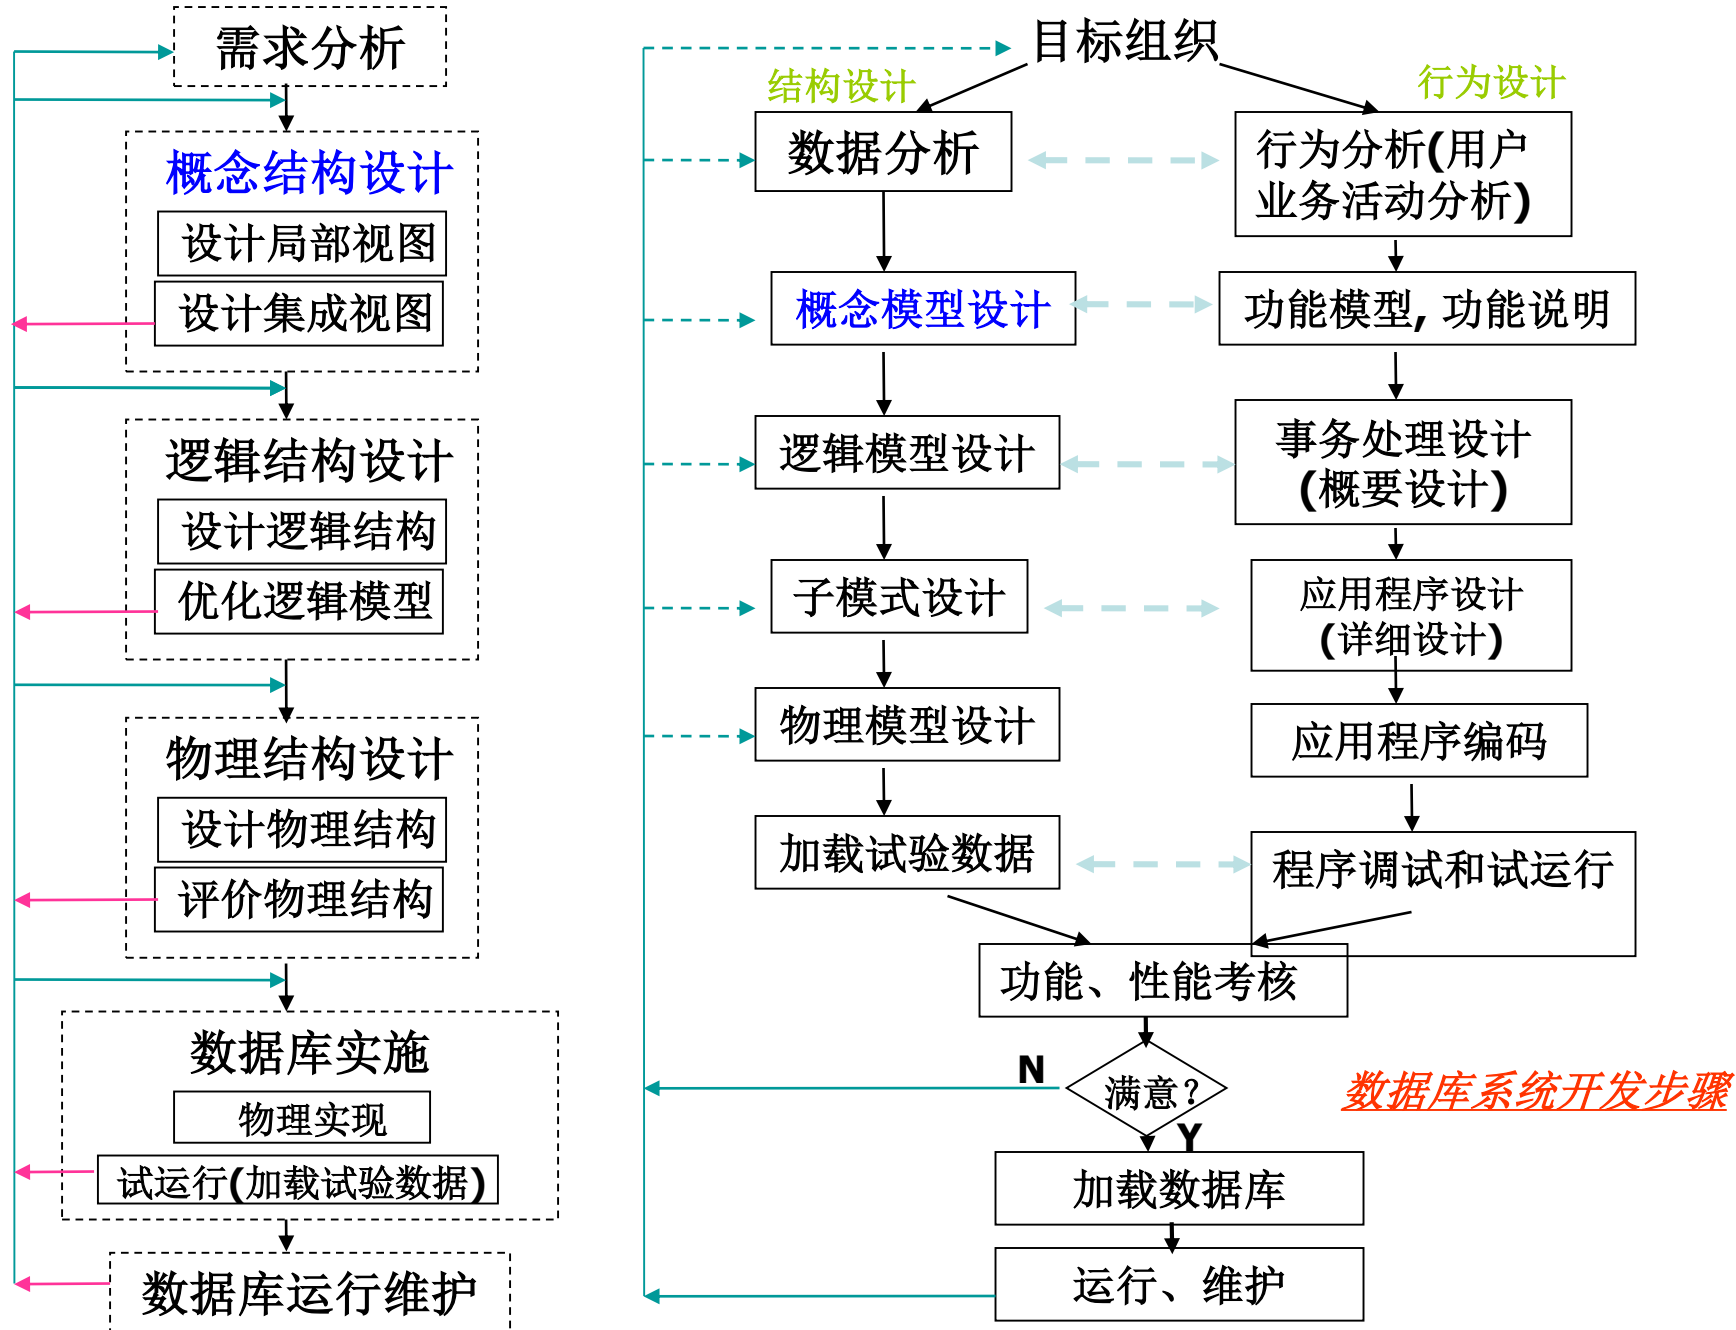 需求分析
概念结构设计
设计局部视图
设计集成视图
逻辑结构设计
设计逻辑结构
优化逻辑模型
物理结构设计
设计物理结构
评价物理结构
数据库实施
物理实现
试运行(加载试验数据)
数据库运行维护
目标组织
结构设计
行为设计
数据分析
行为分析(用户
业务活动分析)
概念模型设计
功能模型, 功能说明
逻辑模型设计
事务处理设计
(概要设计)
子模式设计
应用程序设计
(详细设计)
物理模型设计
应用程序编码
加载试验数据
程序调试和试运行
功能、性能考核
N
满意?
Y
数据库系统开发步骤
加载数据库
运行、维护